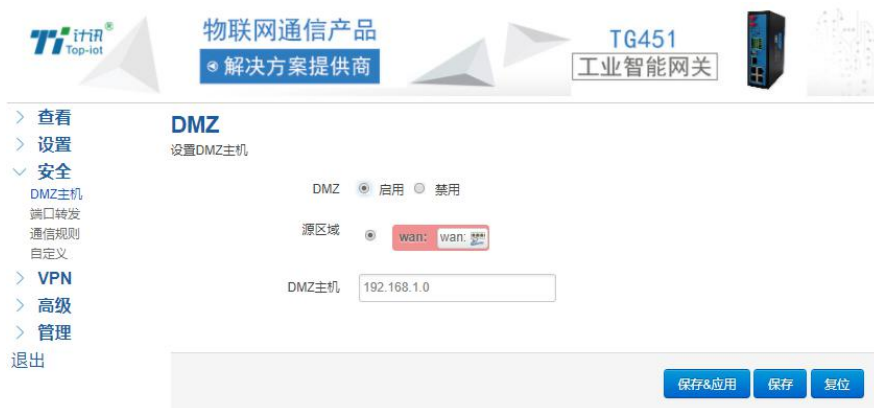 计讯®
Top-iot
物联网通信产品
解决方案提供商
TG451
工业智能网关
查看
设置
安全
DMZ主机
端口转发
通信规则
自定义
VPN
高级
管理
退出
DMZ
设置DMZ主机
DMZ 启用 禁用
源区域 wan: wan:
DMZ主机 192.168.1.0
保存&应用 保存 复位